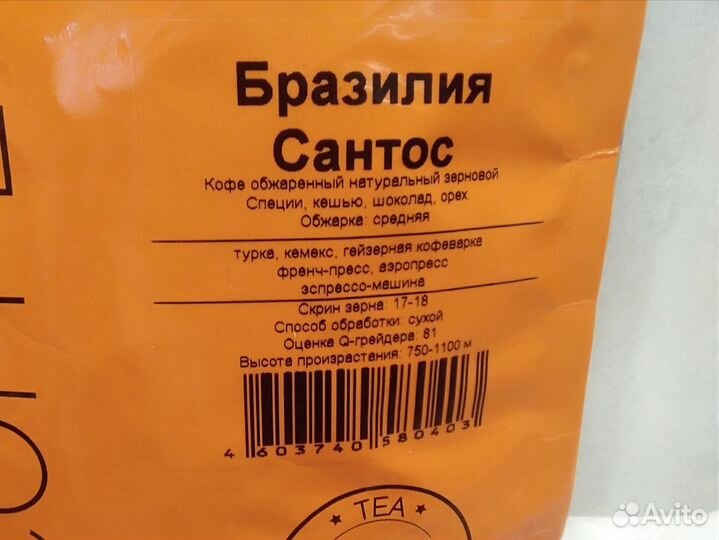 Бразилия
Сантос
Кофе обжаренный натуральный зерновой
Специи, кешью, шоколад, орех.
Обжарка: средняя
турка, кемекс, гейзерная кофеварка
френч-пресс, аэропресс
эспрессо-машина
Скрин зерна: 17-18
Способ обработки: сухой
Оценка Q-грейдера: 81
Высота произрастания: 750-1100 м
4 603740 580403
TEA
Avito